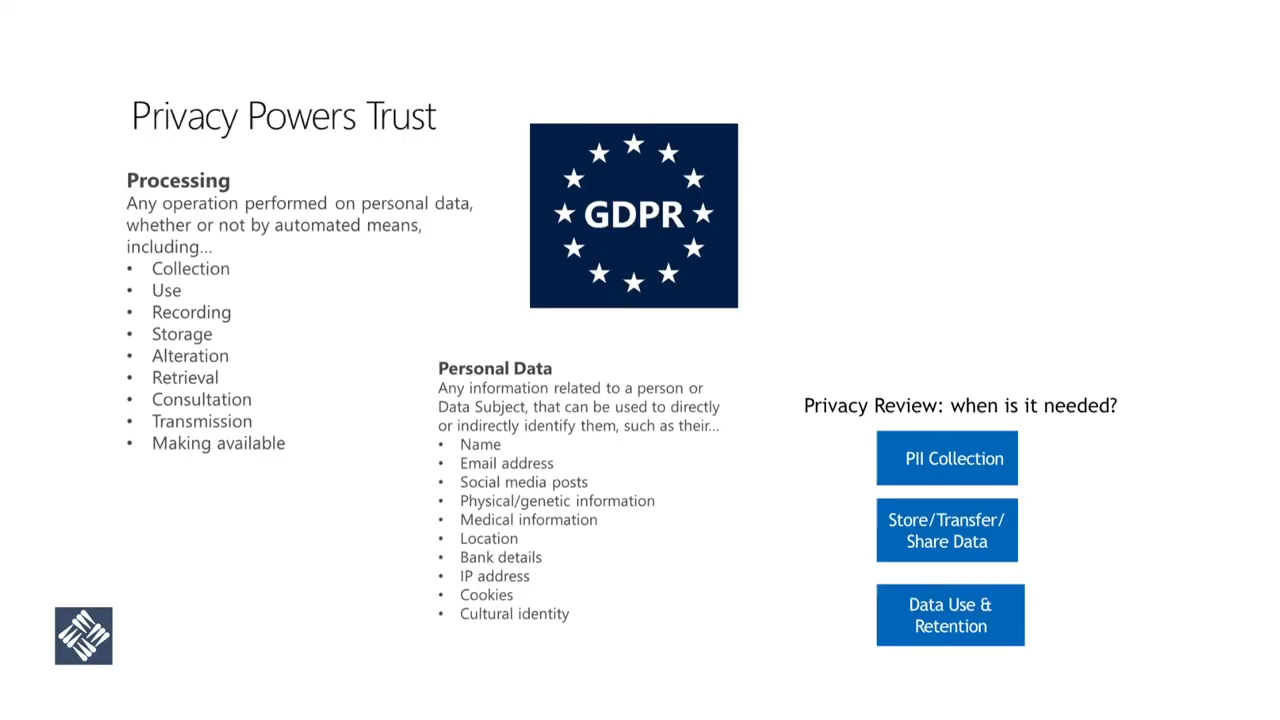 Privacy Powers Trust
Processing
Any operation performed on personal data,
whether or not by automated means,
including...
• Collection
• Use
• Recording
• Storage
• Alteration
• Retrieval
• Consultation
• Transmission
• Making available
GDPR
Personal Data
Any information related to a person or
Data Subject, that can be used to directly
or indirectly identify them, such as their...
• Name
• Email address
• Social media posts
• Physical/genetic information
• Medical information
• Location
• Bank details
• IP address
• Cookies
• Cultural identity
Privacy Review: when is it needed?
PII Collection
Store/Transfer/
Share Data
Data Use &
Retention